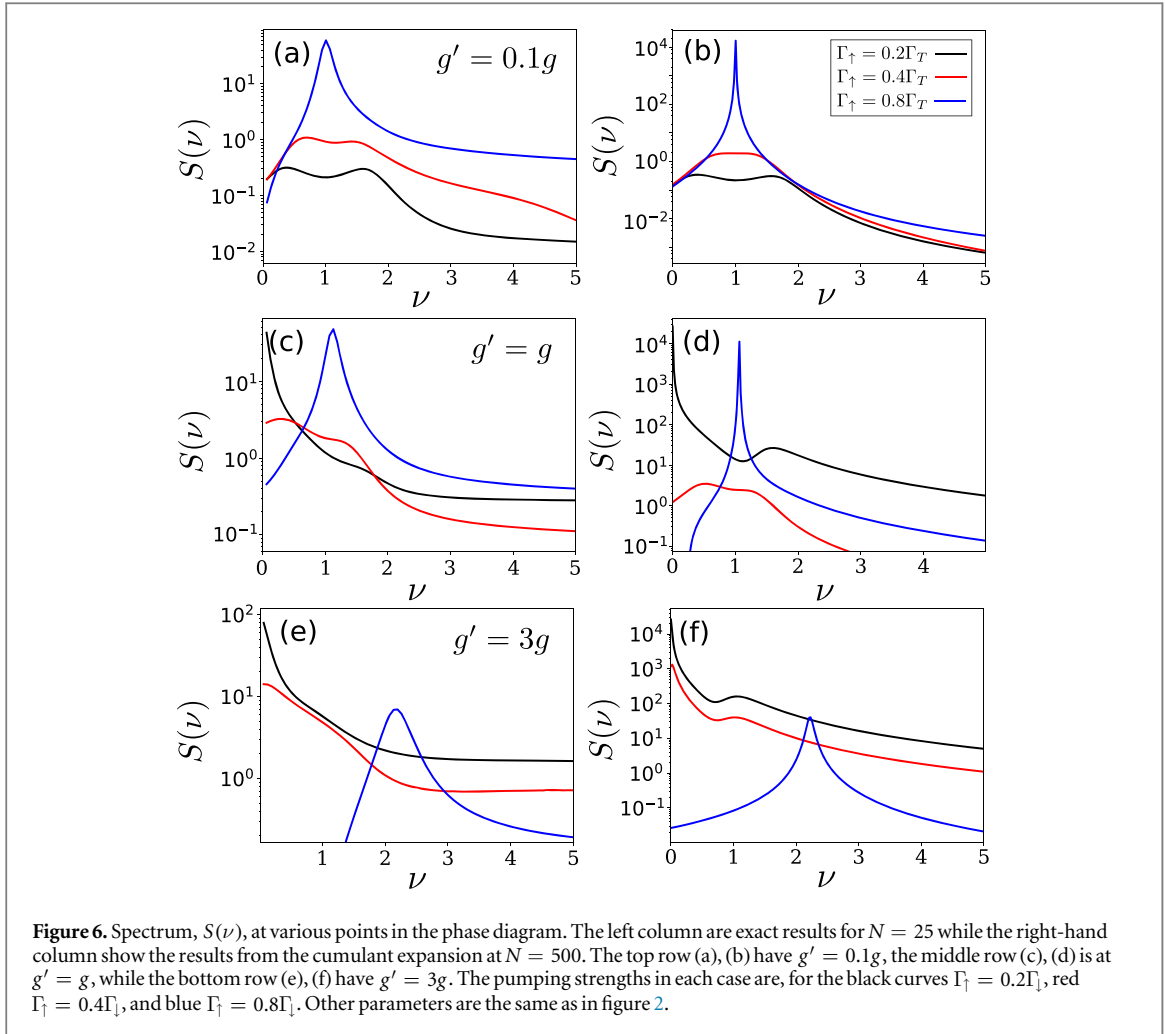 (a)
g′ = 0.1g
10¹
10⁰
10⁻¹
10⁻²
S(ν)
0 1 2 3 4 5
ν
(b)
Γ↑ = 0.2Γ_T
Γ↑ = 0.4Γ_T
Γ↑ = 0.8Γ_T
10⁴
10²
10⁰
10⁻²
S(ν)
0 1 2 3 4 5
ν
(c)
g′ = g
10¹
10⁰
10⁻¹
S(ν)
0 1 2 3 4 5
ν
(d)
10⁴
10³
10²
10¹
10⁰
10⁻¹
S(ν)
0 1 2 3 4
ν
(e)
g′ = 3g
10²
10¹
10⁰
S(ν)
1 2 3 4 5
ν
(f)
10⁴
10³
10²
10¹
10⁰
10⁻¹
S(ν)
0 1 2 3 4 5
ν
Figure 6. Spectrum, S(ν), at various points in the phase diagram. The left column are exact results for N = 25 while the right-hand
column show the results from the cumulant expansion at N = 500. The top row (a), (b) have g′ = 0.1g, the middle row (c), (d) is at
g′ = g, while the bottom row (e), (f) have g′ = 3g. The pumping strengths in each case are, for the black curves Γ↑ = 0.2Γ↓, red
Γ↑ = 0.4Γ↓, and blue Γ↑ = 0.8Γ↓. Other parameters are the same as in figure 2.